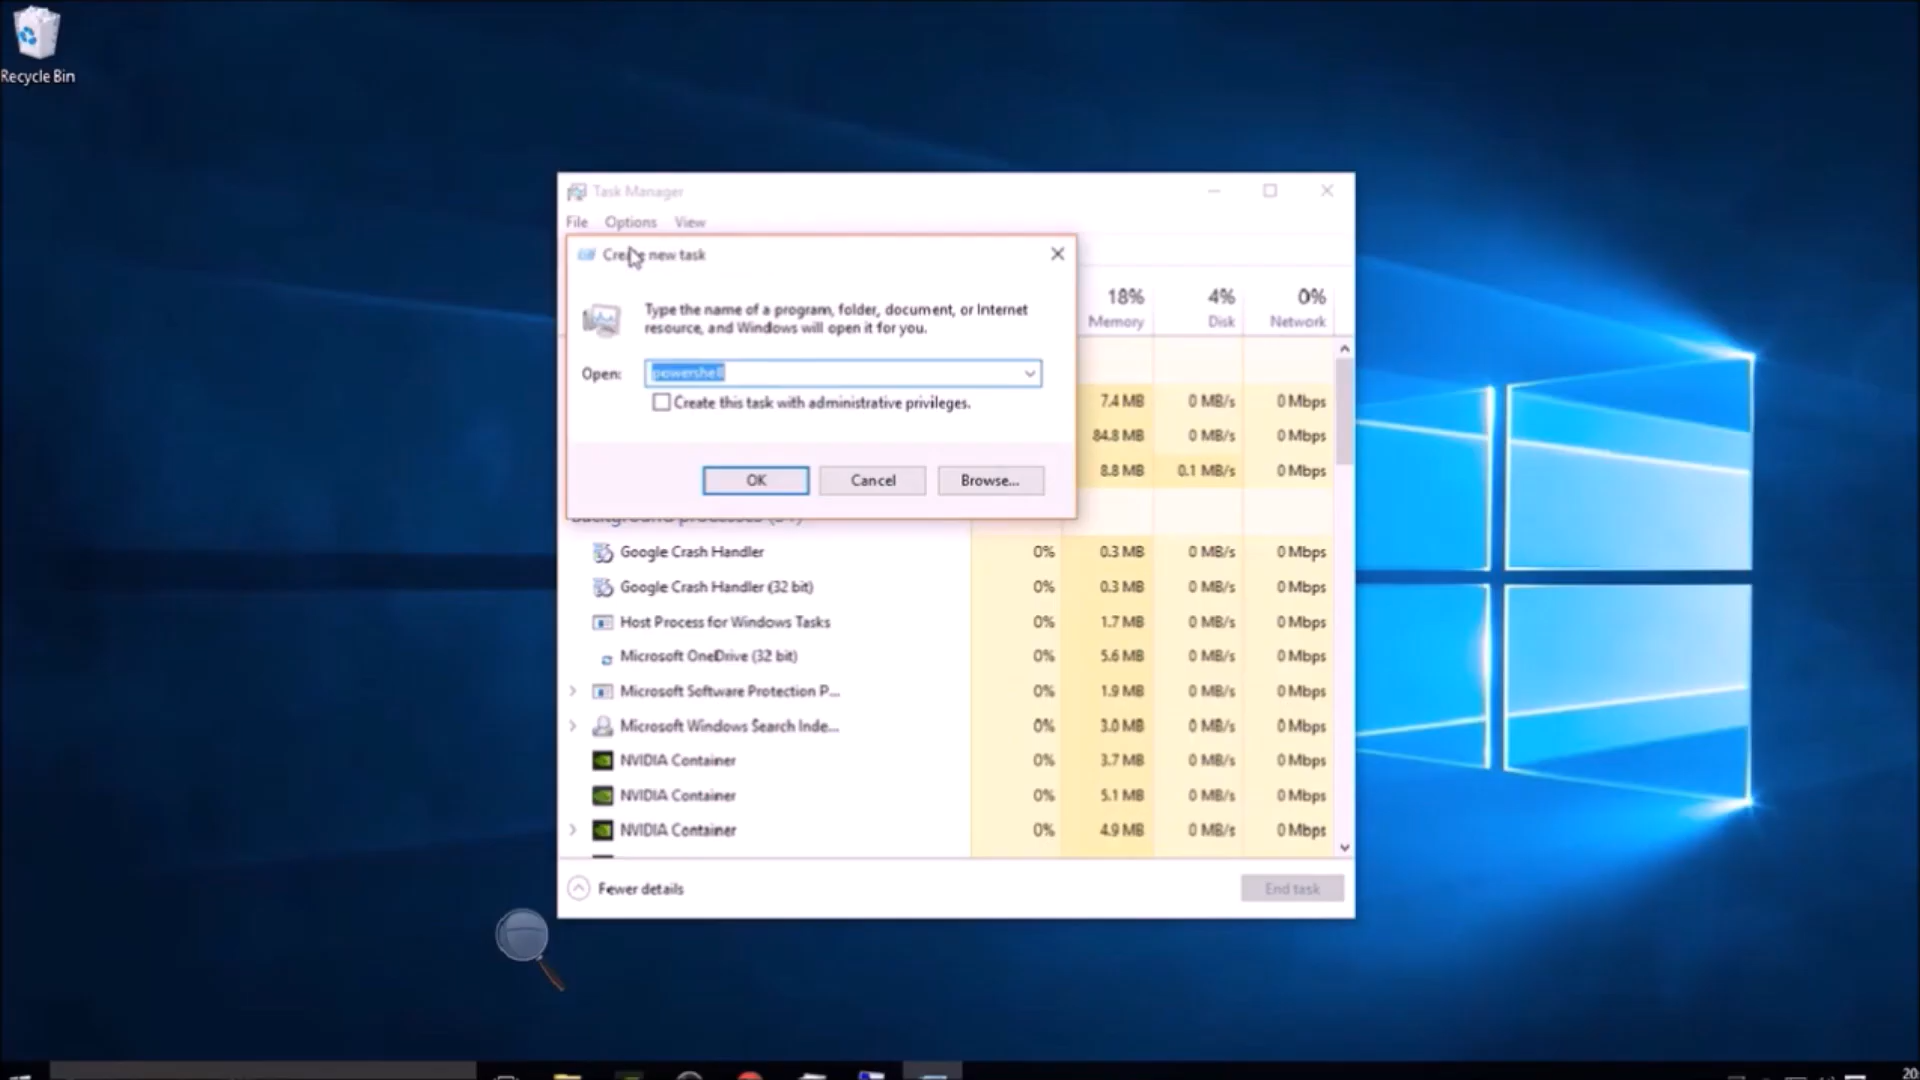 Recycle Bin
Task Manager
File Options View
Create new task
Type the name of a program, folder, document, or Internet
resource, and Windows will open it for you.
Open: powershell
Create this task with administrative privileges.
OK Cancel Browse...
18% 4% 0%
Memory Disk Network
7.4 MB 0 MB/s 0 Mbps
84.8 MB 0 MB/s 0 Mbps
8.8 MB 0.1 MB/s 0 Mbps
Background processes
Google Crash Handler 0% 0.3 MB 0 MB/s 0 Mbps
Google Crash Handler (32 bit) 0% 0.3 MB 0 MB/s 0 Mbps
Host Process for Windows Tasks 0% 1.7 MB 0 MB/s 0 Mbps
Microsoft OneDrive (32 bit) 0% 5.6 MB 0 MB/s 0 Mbps
Microsoft Software Protection P... 0% 1.9 MB 0 MB/s 0 Mbps
Microsoft Windows Search Inde... 0% 3.0 MB 0 MB/s 0 Mbps
NVIDIA Container 0% 3.7 MB 0 MB/s 0 Mbps
NVIDIA Container 0% 5.1 MB 0 MB/s 0 Mbps
NVIDIA Container 0% 4.9 MB 0 MB/s 0 Mbps
Fewer details End task